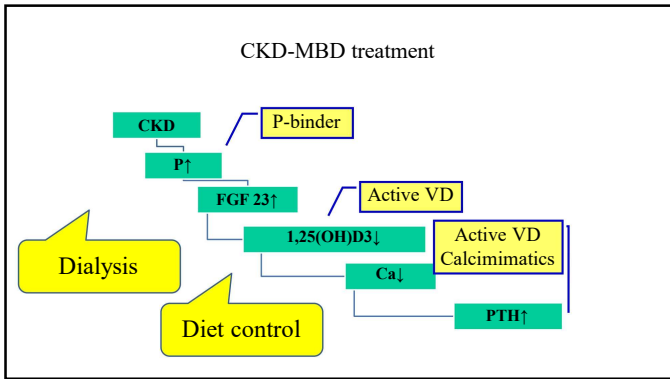 CKD-MBD treatment
CKD
P-binder
P↑
FGF 23↑
Active VD
1,25(OH)D3↓
Active VD
Calcimimatics
Dialysis
Ca↓
Diet control
PTH↑